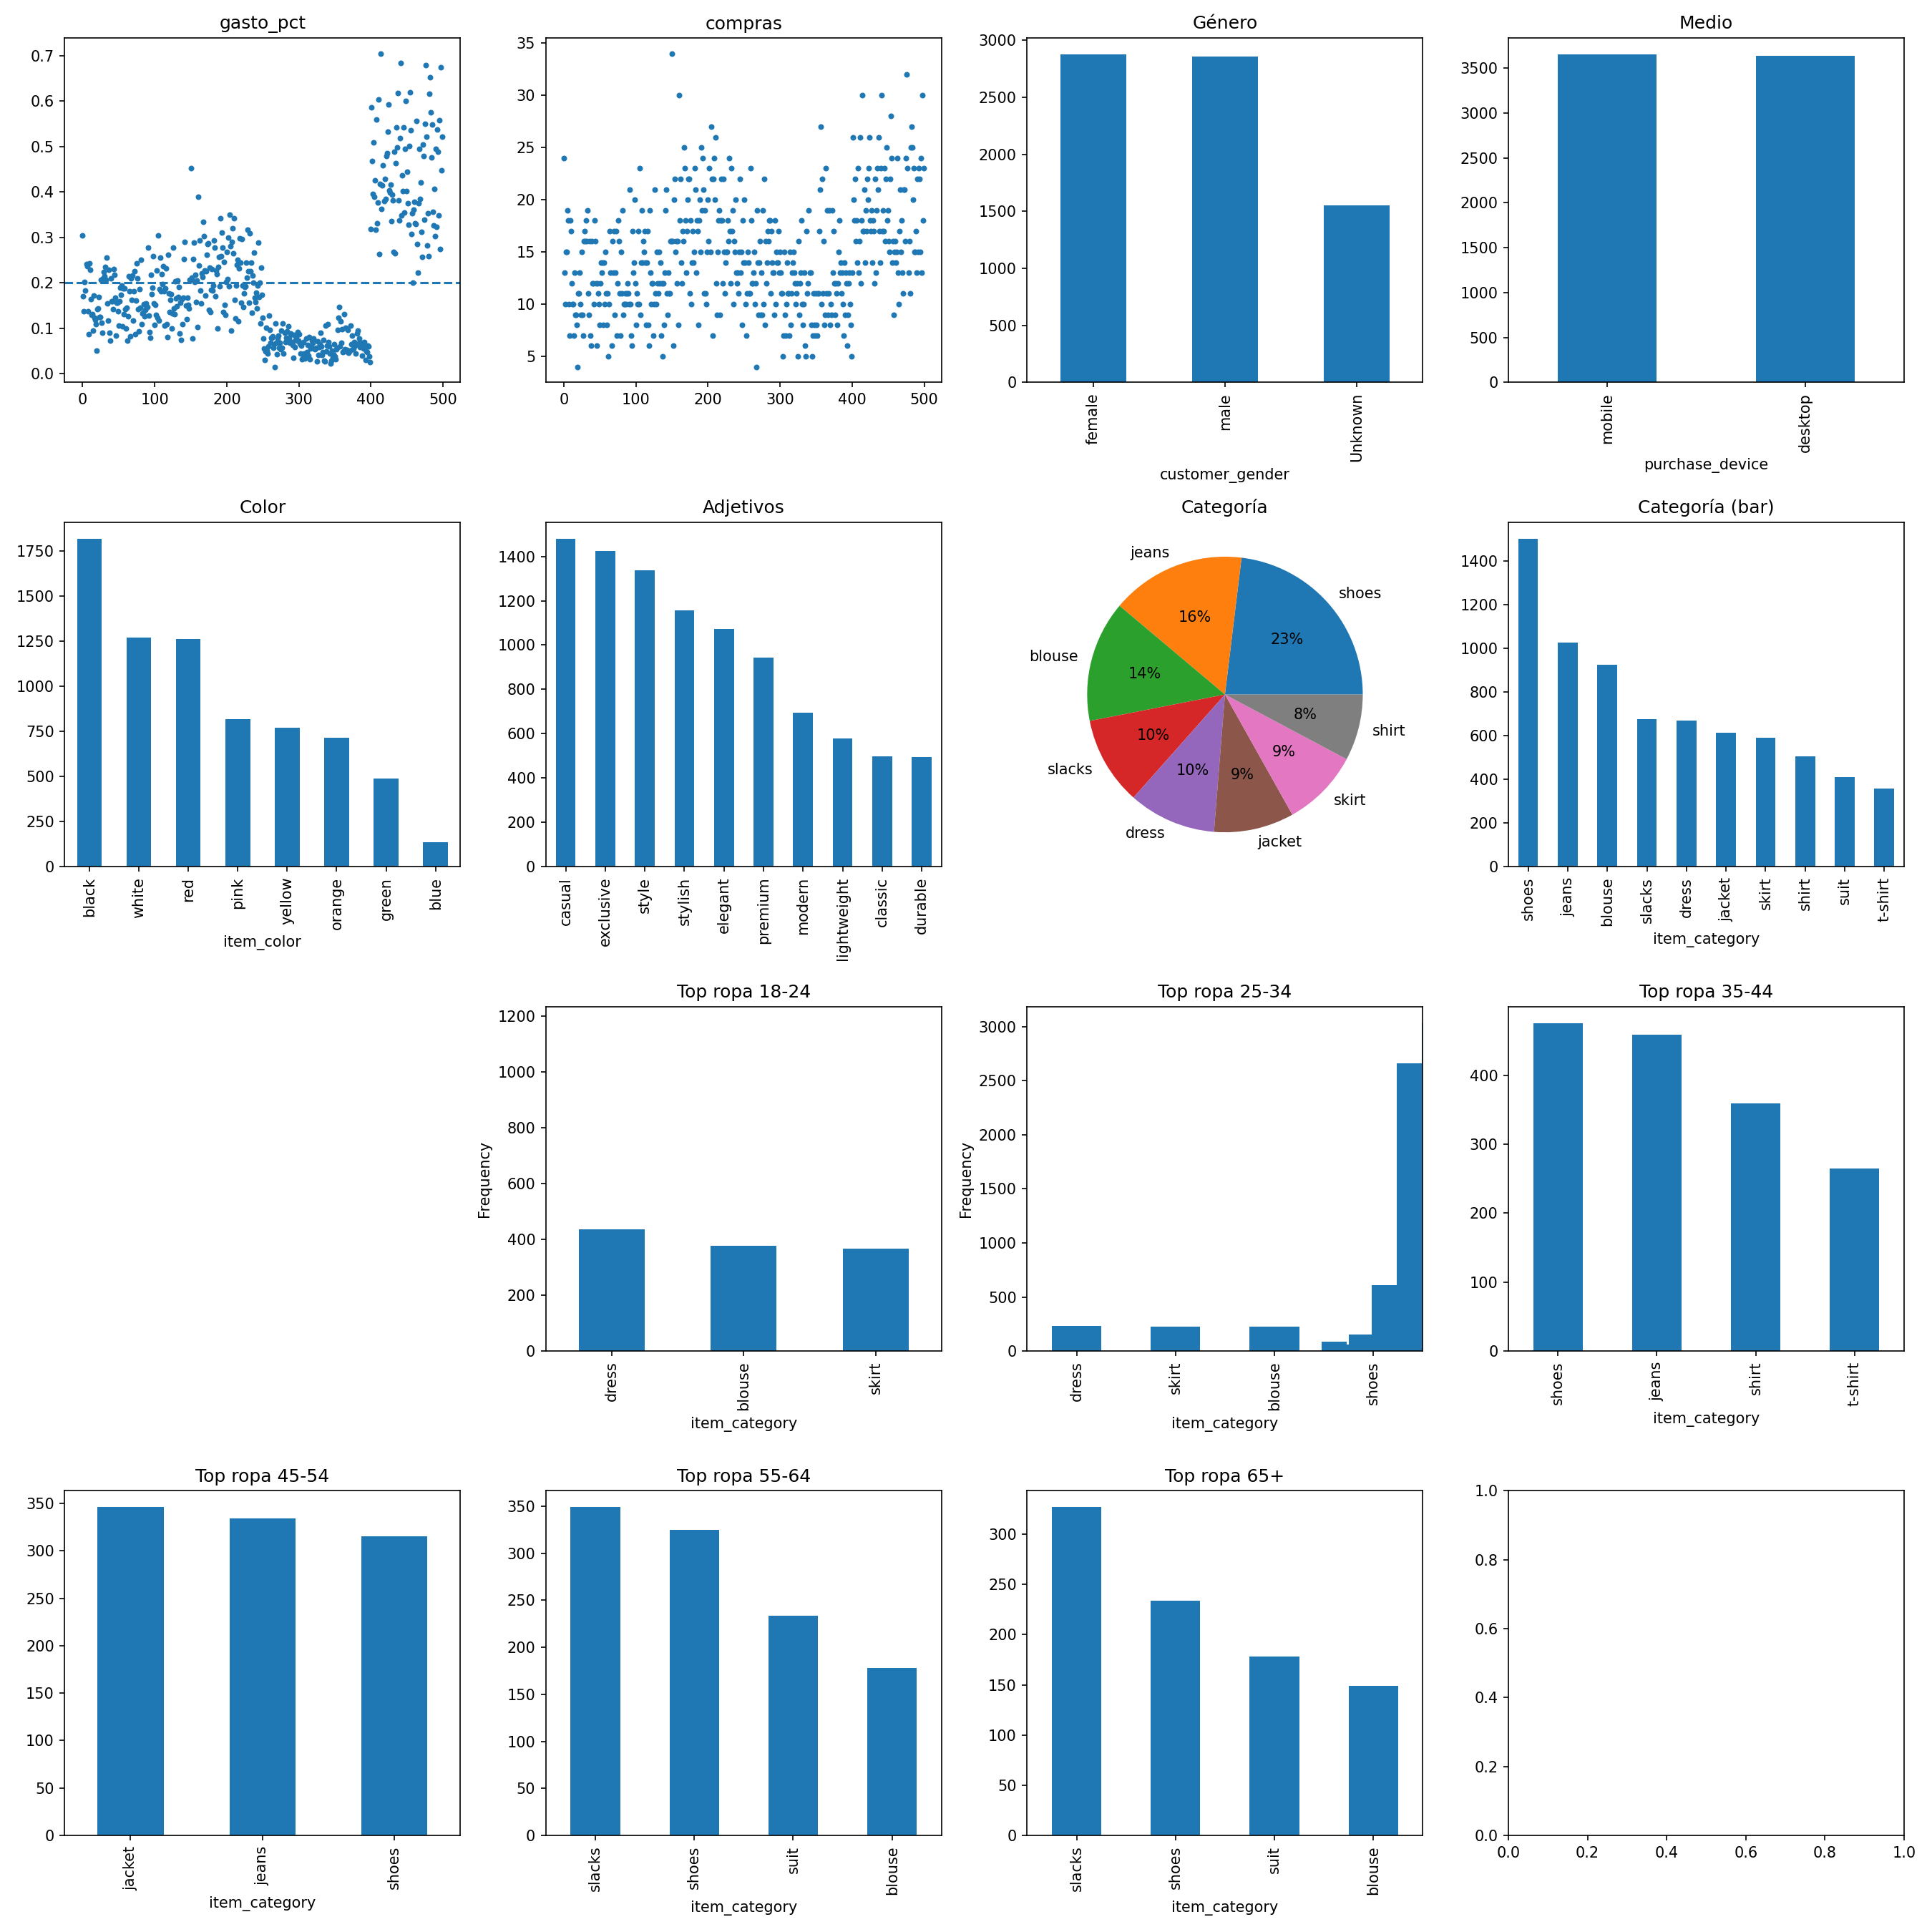 gasto_pct
0.7
0.6
0.5
0.4
0.3
0.2
0.1
0.0
0 100 200 300 400 500
compras
35
30
25
20
15
10
5
0 100 200 300 400 500
Género
3000
2500
2000
1500
1000
500
0
female male Unknown
customer_gender
Medio
3500
3000
2500
2000
1500
1000
500
0
mobile desktop
purchase_device
Color
1750
1500
1250
1000
750
500
250
0
black white red pink yellow orange green blue
item_color
Adjetivos
1400
1200
1000
800
600
400
200
0
casual exclusive style stylish elegant premium modern lightweight classic durable
Categoría
jeans
shoes
16%
23%
blouse
14%
8%
shirt
10%
9%
slacks
10%
9%
skirt
dress
jacket
Categoría (bar)
1400
1200
1000
800
600
400
200
0
shoes jeans blouse slacks dress jacket skirt shirt suit t-shirt
item_category
Top ropa 18-24
Frequency
1200
1000
800
600
400
200
0
dress blouse skirt
item_category
Top ropa 25-34
Frequency
3000
2500
2000
1500
1000
500
0
dress skirt blouse shoes
item_category
Top ropa 35-44
400
300
200
100
0
shoes jeans shirt t-shirt
item_category
Top ropa 45-54
350
300
250
200
150
100
50
0
jacket jeans shoes
item_category
Top ropa 55-64
350
300
250
200
150
100
50
0
slacks shoes suit blouse
item_category
Top ropa 65+
300
250
200
150
100
50
0
slacks shoes suit blouse
item_category
1.0
0.8
0.6
0.4
0.2
0.0
0.0 0.2 0.4 0.6 0.8 1.0